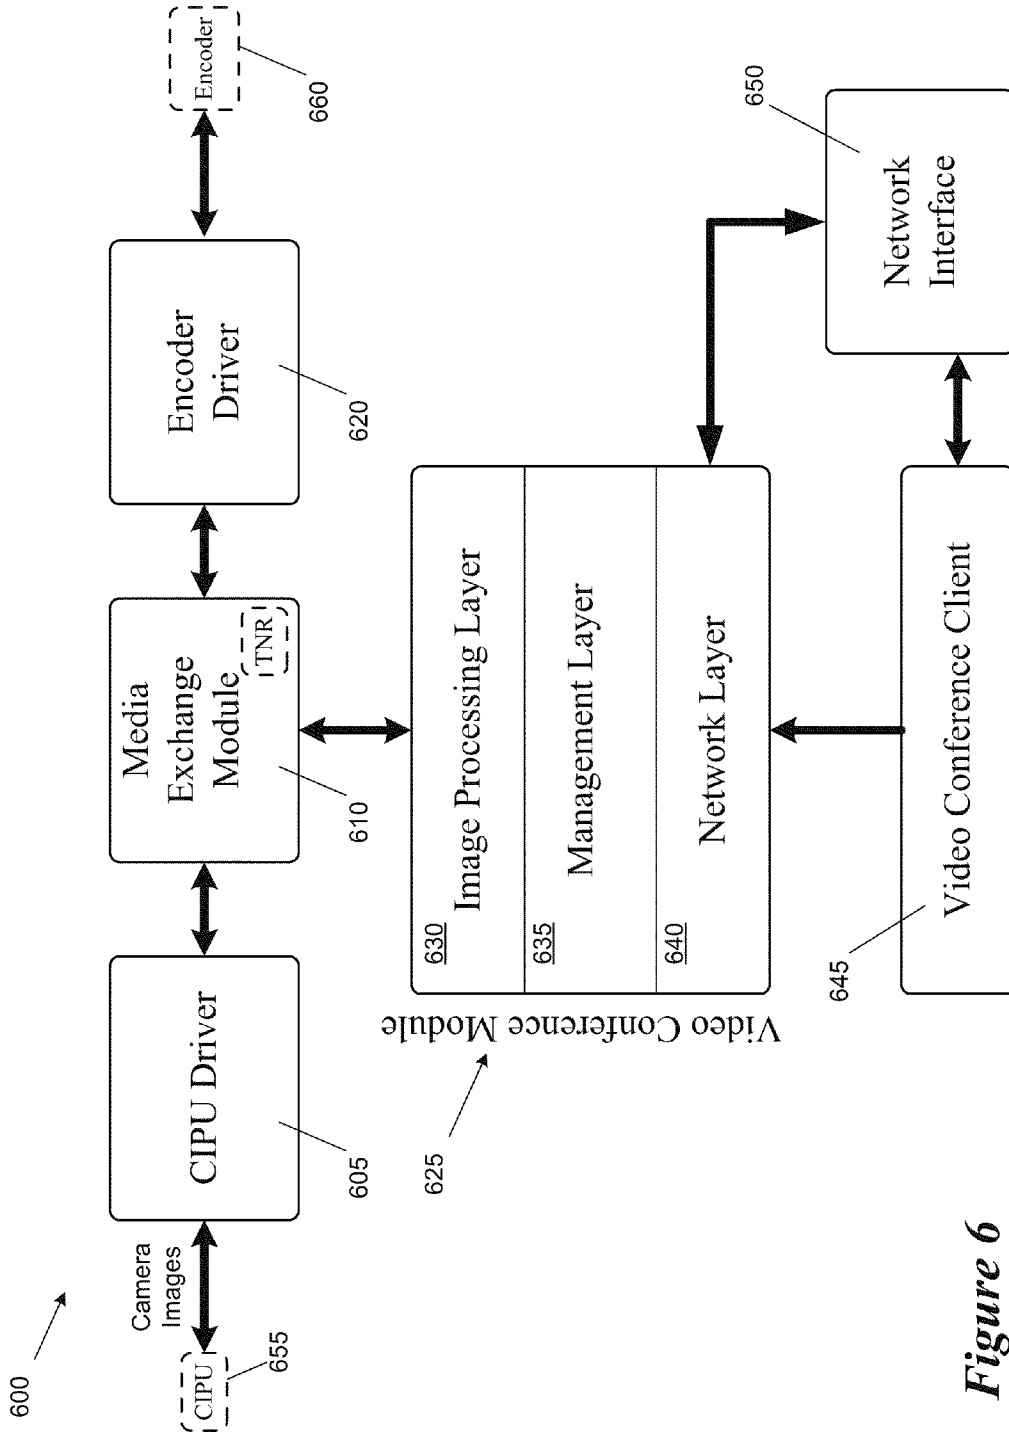 600
Camera
Images
CIPU
655
CIPU Driver
605
Media
Exchange
Module
TNR
610
Encoder
Driver
620
Encoder
660
Video Conference Module
625
630
Image Processing Layer
635
Management Layer
640
Network Layer
645
Video Conference Client
Network
Interface
650
Figure 6